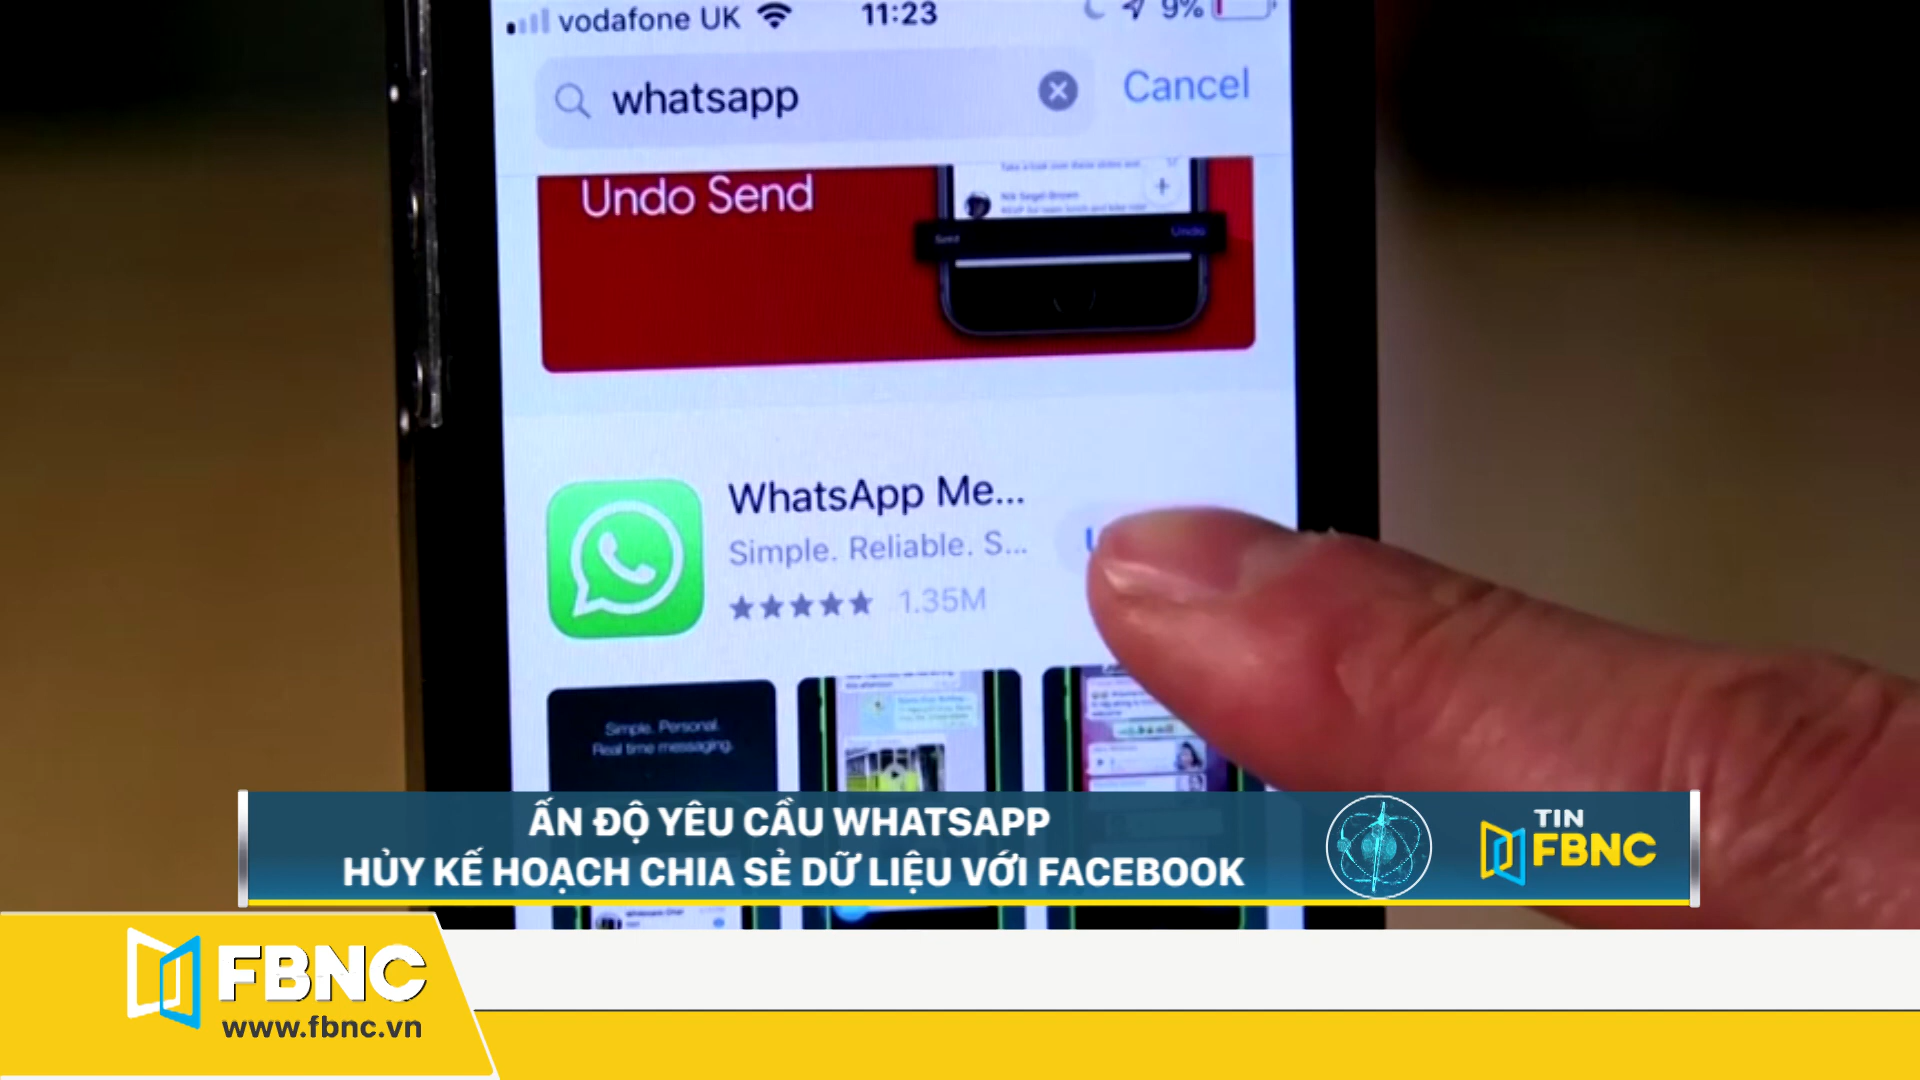 vodafone UK
11:23
9%
whatsapp
Cancel
Undo Send
Send
Undo
WhatsApp Me...
Simple. Reliable. S...
1.35M
Simple. Personal.
Real time messaging.
ẤN ĐỘ YÊU CẦU WHATSAPP
HỦY KẾ HOẠCH CHIA SẺ DỮ LIỆU VỚI FACEBOOK
TIN
FBNC
FBNC
www.fbnc.vn